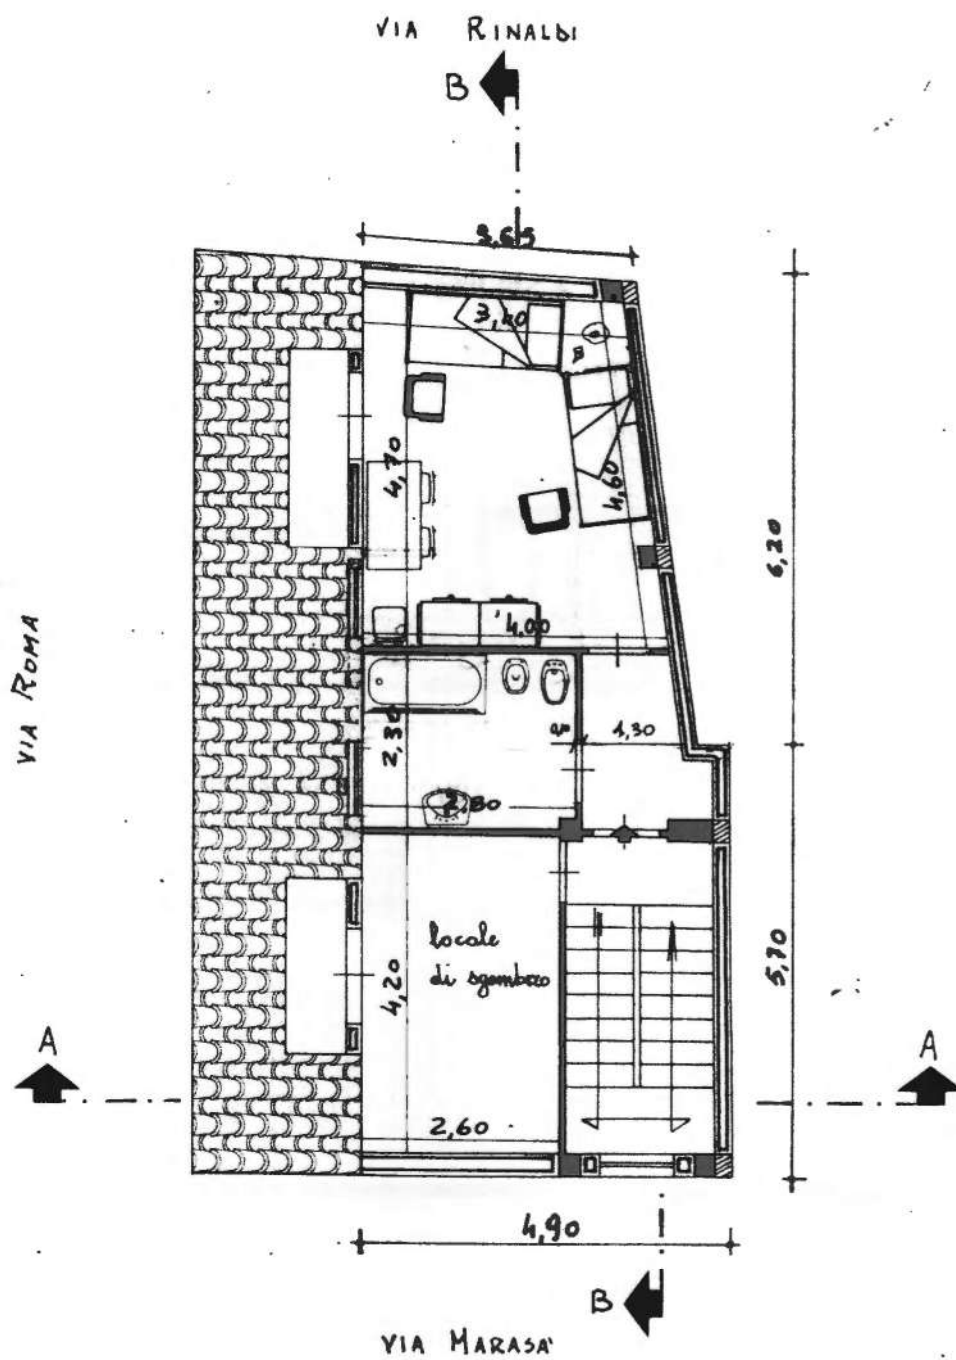 VIA RINALDI
B
3,65
3,40
4,70
4,60
6,20
4,00
VIA ROMA
2,30
1,30
2,80
locale
di sgombero
4,20
5,70
A
A
2,60
4,90
B
VIA MARASA'